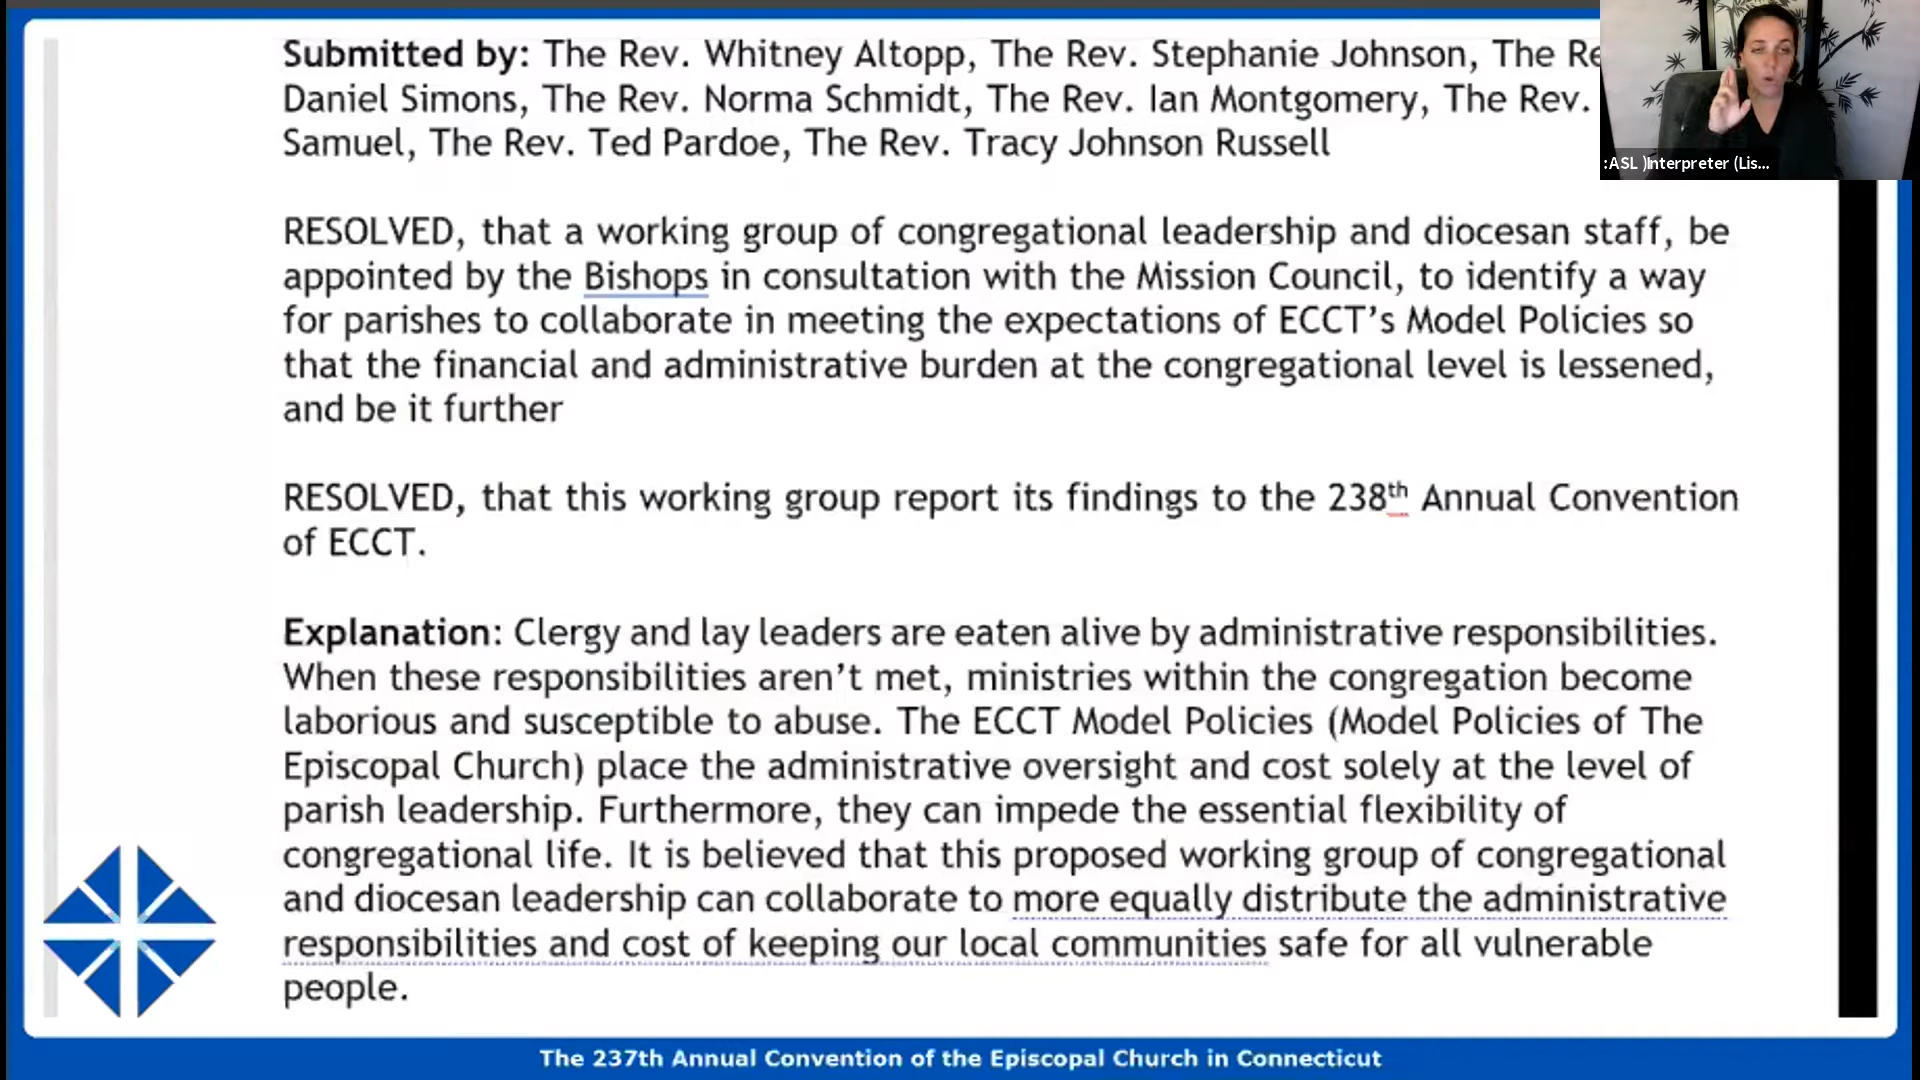 Submitted by: The Rev. Whitney Altopp, The Rev. Stephanie Johnson, The
Daniel Simons, The Rev. Norma Schmidt, The Rev. Ian Montgomery, The Rev.
Samuel, The Rev. Ted Pardoe, The Rev. Tracy Johnson Russell
:ASL )Interpreter (Lis...
RESOLVED, that a working group of congregational leadership and diocesan staff, be
appointed by the Bishops in consultation with the Mission Council, to identify a way
for parishes to collaborate in meeting the expectations of ECCT’s Model Policies so
that the financial and administrative burden at the congregational level is lessened,
and be it further
RESOLVED, that this working group report its findings to the 238th Annual Convention
of ECCT.
Explanation: Clergy and lay leaders are eaten alive by administrative responsibilities.
When these responsibilities aren’t met, ministries within the congregation become
laborious and susceptible to abuse. The ECCT Model Policies (Model Policies of The
Episcopal Church) place the administrative oversight and cost solely at the level of
parish leadership. Furthermore, they can impede the essential flexibility of
congregational life. It is believed that this proposed working group of congregational
and diocesan leadership can collaborate to more equally distribute the administrative
responsibilities and cost of keeping our local communities safe for all vulnerable
people.
The 237th Annual Convention of the Episcopal Church in Connecticut